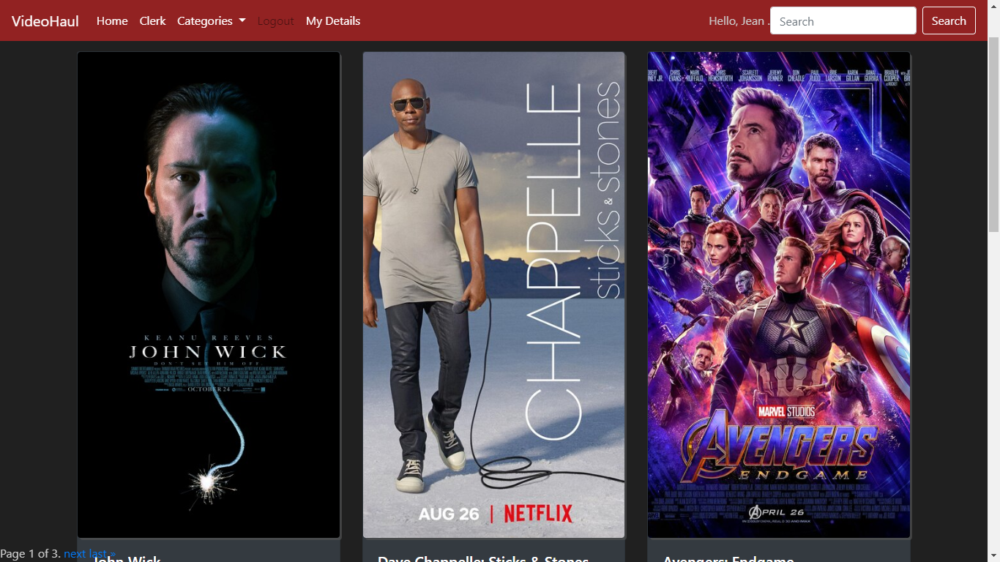 VideoHaul Home Clerk Categories Logout My Details Hello, Jean . Search Search
KEANU REEVES
JOHN WICK
DON'T SET HIM OFF.
OCTOBER 24
CHAPPELLE
sticks & stones
AUG 26 | NETFLIX
CHRIS EVANS
MARK RUFFALO
CHRIS HEMSWORTH
SCARLETT JOHANSSON
JEREMY RENNER
DON CHEADLE
PAUL RUDD
BRIE LARSON
KAREN GILLAN
DANAI GURIRA
BRADLEY COOPER
MARVEL STUDIOS
AVENGERS
ENDGAME
APRIL 26
Page 1 of 3. next last »
John Wick
Dave Chappelle: Sticks & Stones
Avengers: Endgame